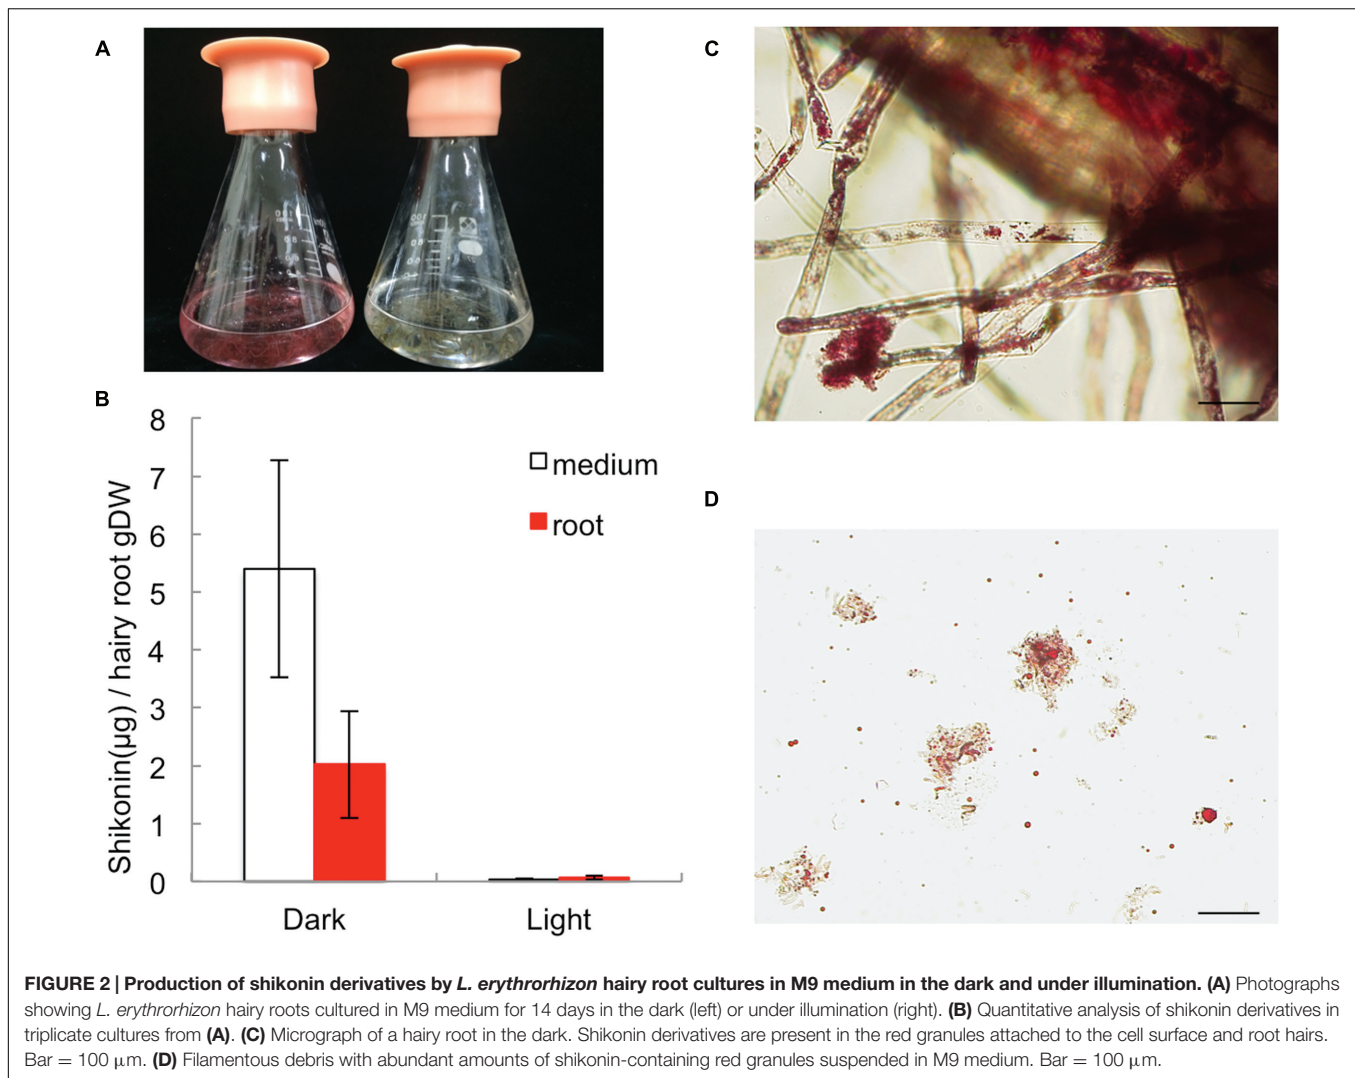 A
C
B
8
7
6
5
4
3
2
1
0
Shikonin(μg) / hairy root gDW
medium
root
Dark
Light
D
FIGURE 2 | Production of shikonin derivatives by L. erythrorhizon hairy root cultures in M9 medium in the dark and under illumination. (A) Photographs
showing L. erythrorhizon hairy roots cultured in M9 medium for 14 days in the dark (left) or under illumination (right). (B) Quantitative analysis of shikonin derivatives in
triplicate cultures from (A). (C) Micrograph of a hairy root in the dark. Shikonin derivatives are present in the red granules attached to the cell surface and root hairs.
Bar = 100 μm. (D) Filamentous debris with abundant amounts of shikonin-containing red granules suspended in M9 medium. Bar = 100 μm.